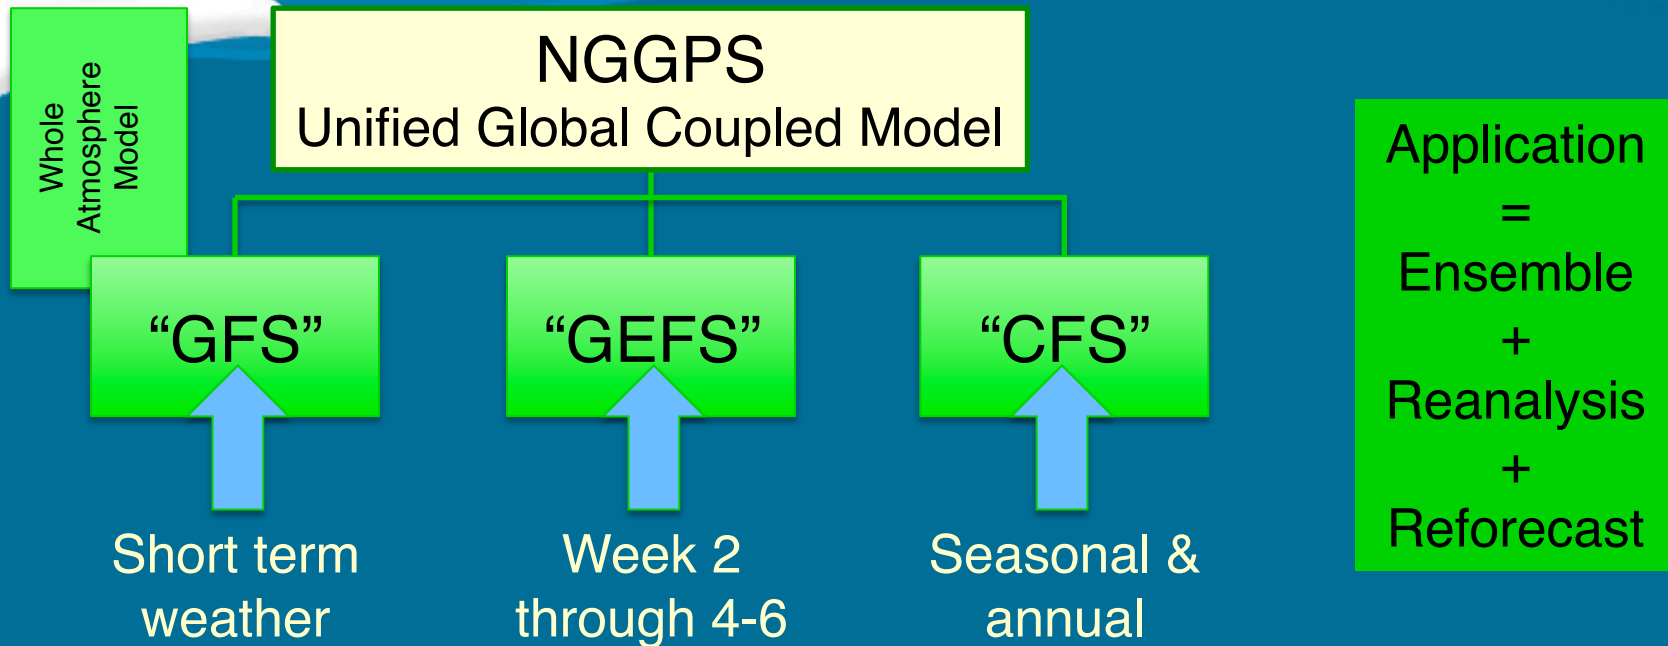 Whole
Atmosphere
Model
NGGPS
Unified Global Coupled Model
“GFS”
“GEFS”
“CFS”
Short term
weather
Week 2
through 4-6
Seasonal &
annual
Application
=
Ensemble
+
Reanalysis
+
Reforecast